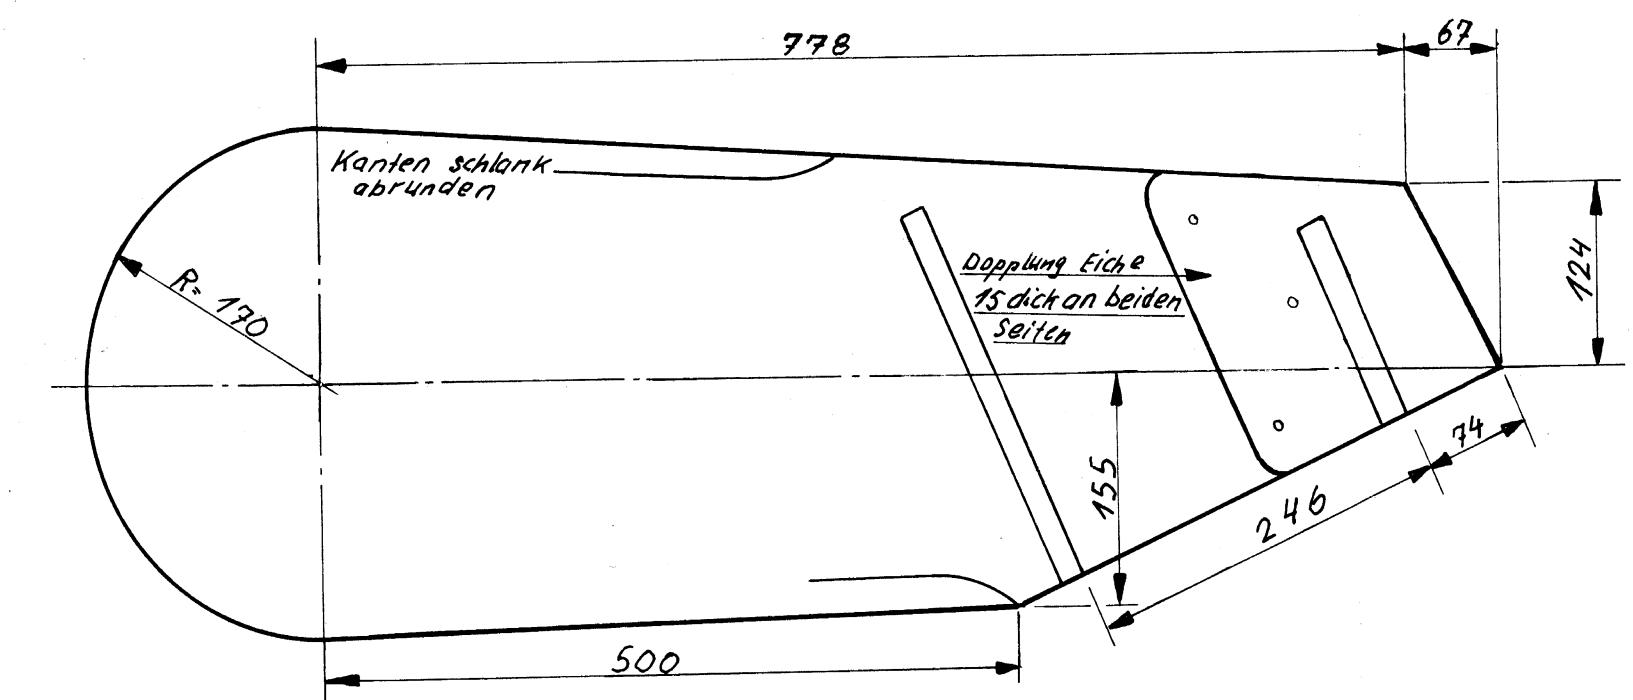 778
67
Kanten schlank
abrunden
R= 170
Dopplung Eiche
15 dick an beiden
Seiten
124
155
74
246
500